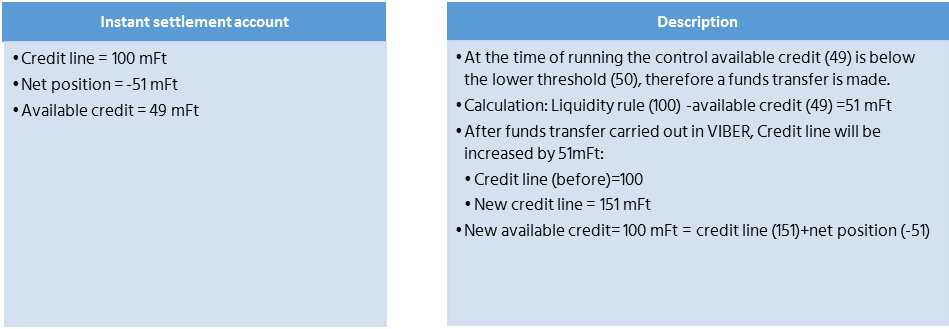 Instant settlement account
• Credit line = 100 mFt
• Net position = -51 mFt
• Available credit = 49 mFt
Description
• At the time of running the control available credit (49) is below
the lower threshold (50), therefore a funds transfer is made.
• Calculation: Liquidity rule (100) -available credit (49) =51 mFt
• After funds transfer carried out in VIBER, Credit line will be
increased by 51mFt:
• Credit line (before)=100
• New credit line = 151 mFt
• New available credit= 100 mFt = credit line (151)+net position (-51)